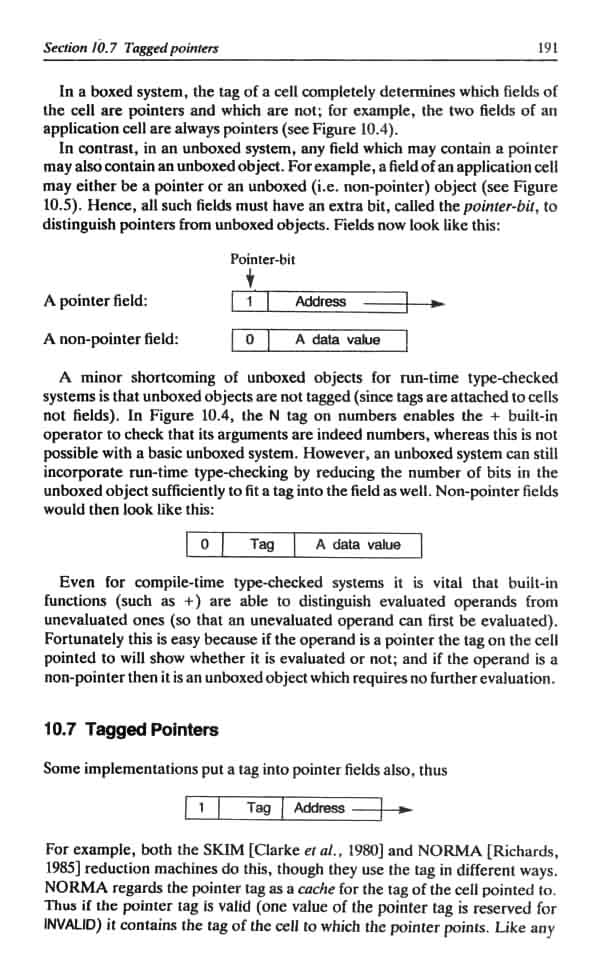 Section 10.7 Tagged pointers 191
In a boxed system, the tag of a cell completely determines which fields of
the cell are pointers and which are not; for example, the two fields of an
application cell are always pointers (see Figure 10.4).
In contrast, in an unboxed system, any field which may contain a pointer
may also contain an unboxed object. For example, a field of an application cell
may either be a pointer or an unboxed (i.e. non-pointer) object (see Figure
10.5). Hence, all such fields must have an extra bit, called the pointer-bit, to
distinguish pointers from unboxed objects. Fields now look like this:
Pointer-bit
A pointer field: 1 Address
A non-pointer field: 0 A data value
A minor shortcoming of unboxed objects for run-time type-checked
systems is that unboxed objects are not tagged (since tags are attached to cells
not fields). In Figure 10.4, the N tag on numbers enables the + built-in
operator to check that its arguments are indeed numbers, whereas this is not
possible with a basic unboxed system. However, an unboxed system can still
incorporate run-time type-checking by reducing the number of bits in the
unboxed object sufficiently to fit a tag into the field as well. Non-pointer fields
would then look like this:
0 Tag A data value
Even for compile-time type-checked systems it is vital that built-in
functions (such as +) are able to distinguish evaluated operands from
unevaluated ones (so that an unevaluated operand can first be evaluated).
Fortunately this is easy because if the operand is a pointer the tag on the cell
pointed to will show whether it is evaluated or not; and if the operand is a
non-pointer then it is an unboxed object which requires no further evaluation.
10.7 Tagged Pointers
Some implementations put a tag into pointer fields also, thus
1 Tag Address
For example, both the SKIM [Clarke et al., 1980] and NORMA [Richards,
1985] reduction machines do this, though they use the tag in different ways.
NORMA regards the pointer tag as a cache for the tag of the cell pointed to.
Thus if the pointer tag is valid (one value of the pointer tag is reserved for
INVALID) it contains the tag of the cell to which the pointer points. Like any